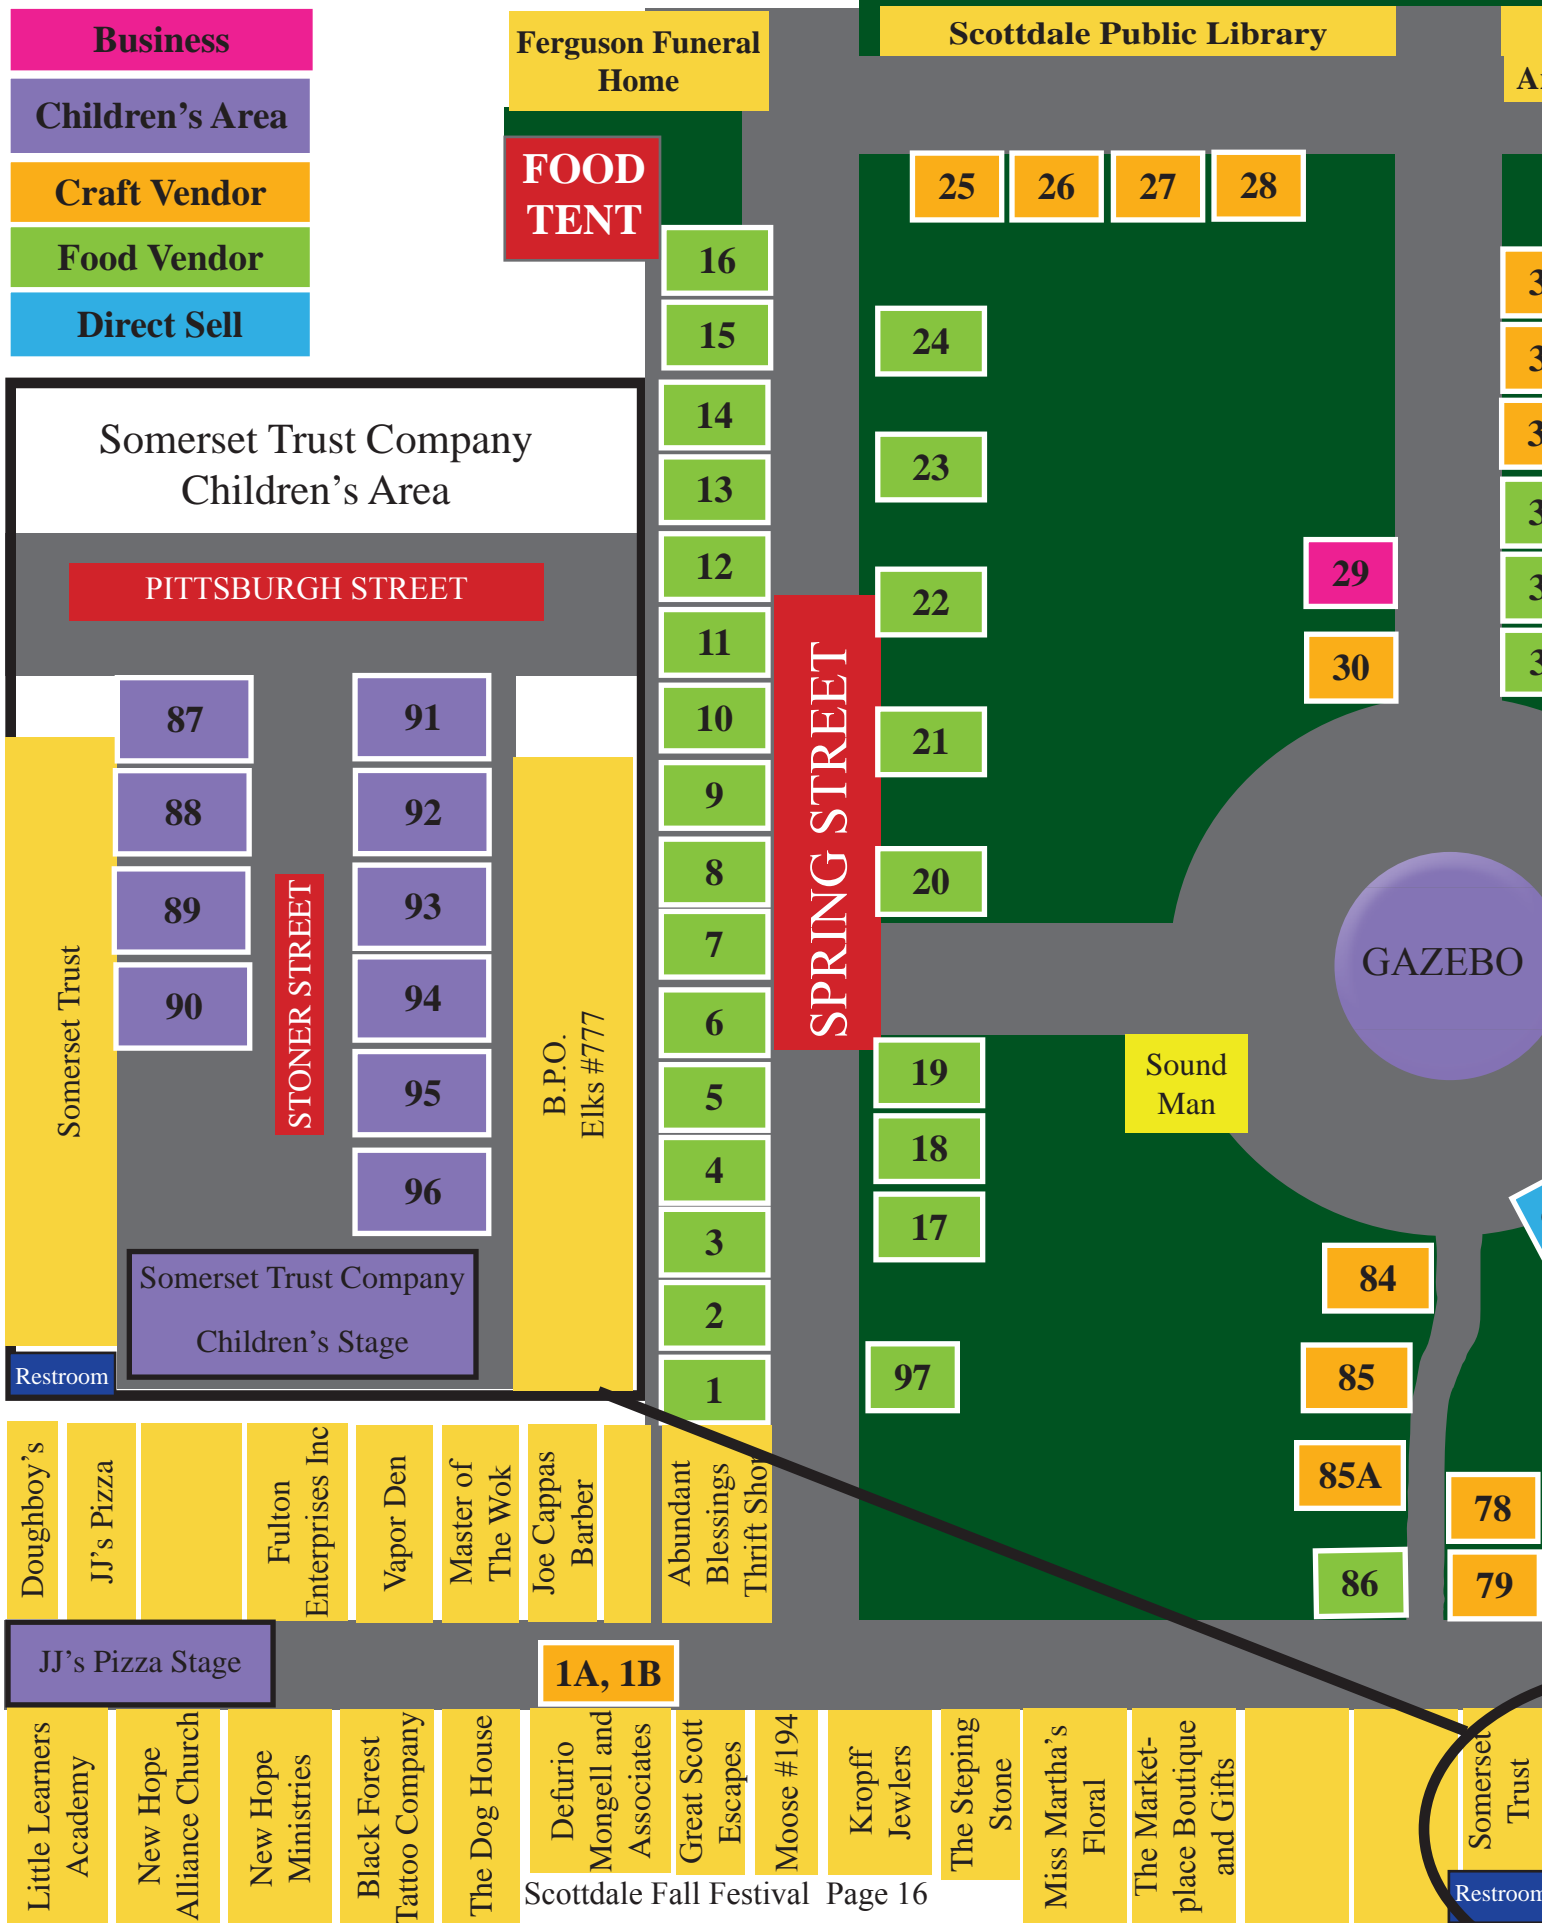 Business
Children's Area
Craft Vendor
Food Vendor
Direct Sell
Ferguson Funeral
Home
Scottdale Public Library
FOOD
TENT
25
26
27
28
16
15
14
13
12
11
10
9
8
7
6
5
4
3
2
1
24
23
22
21
20
19
18
17
97
SPRING STREET
29
30
GAZEBO
Sound
Man
84
85
85A
86
78
79
Somerset Trust Company
Children's Area
PITTSBURGH STREET
87
88
89
90
91
92
93
94
95
96
STONER STREET
Somerset Trust
B.P.O.
Elks #777
Somerset Trust Company
Children's Stage
Restroom
Doughboy's
JJ's Pizza
Fulton
Enterprises Inc
Vapor Den
Master of
The Wok
Joe Cappas
Barber
Abundant
Blessings
Thrift Shop
JJ's Pizza Stage
1A, 1B
Little Learners
Academy
New Hope
Alliance Church
New Hope
Ministries
Black Forest
Tattoo Company
The Dog House
Defurio
Mongell and
Associates
Great Scott
Escapes
Moose #194
Kropff
Jewlers
The Steping
Stone
Miss Martha's
Floral
The Market-
place Boutique
and Gifts
Somerset
Trust
Restroom
Scottdale Fall Festival Page 16